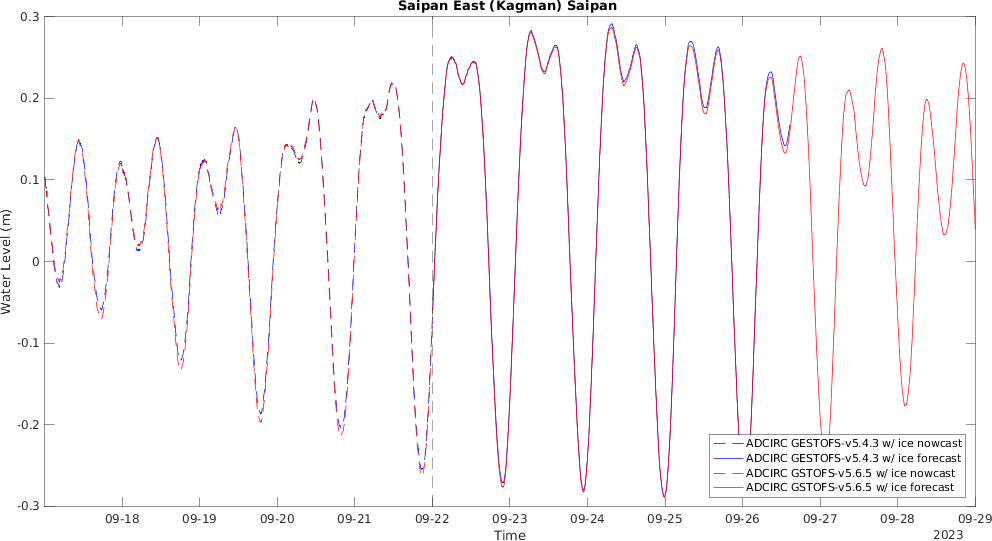 Saipan East (Kagman) Saipan
0.3
0.2
0.1
0
-0.1
-0.2
-0.3
Water Level (m)
ADCIRC GESTOFS-v5.4.3 w/ ice nowcast
ADCIRC GESTOFS-v5.4.3 w/ ice forecast
ADCIRC GSTOFS-v5.6.5 w/ ice nowcast
ADCIRC GSTOFS-v5.6.5 w/ ice forecast
09-18 09-19 09-20 09-21 09-22 09-23 09-24 09-25 09-26 09-27 09-28 09-29
Time
2023